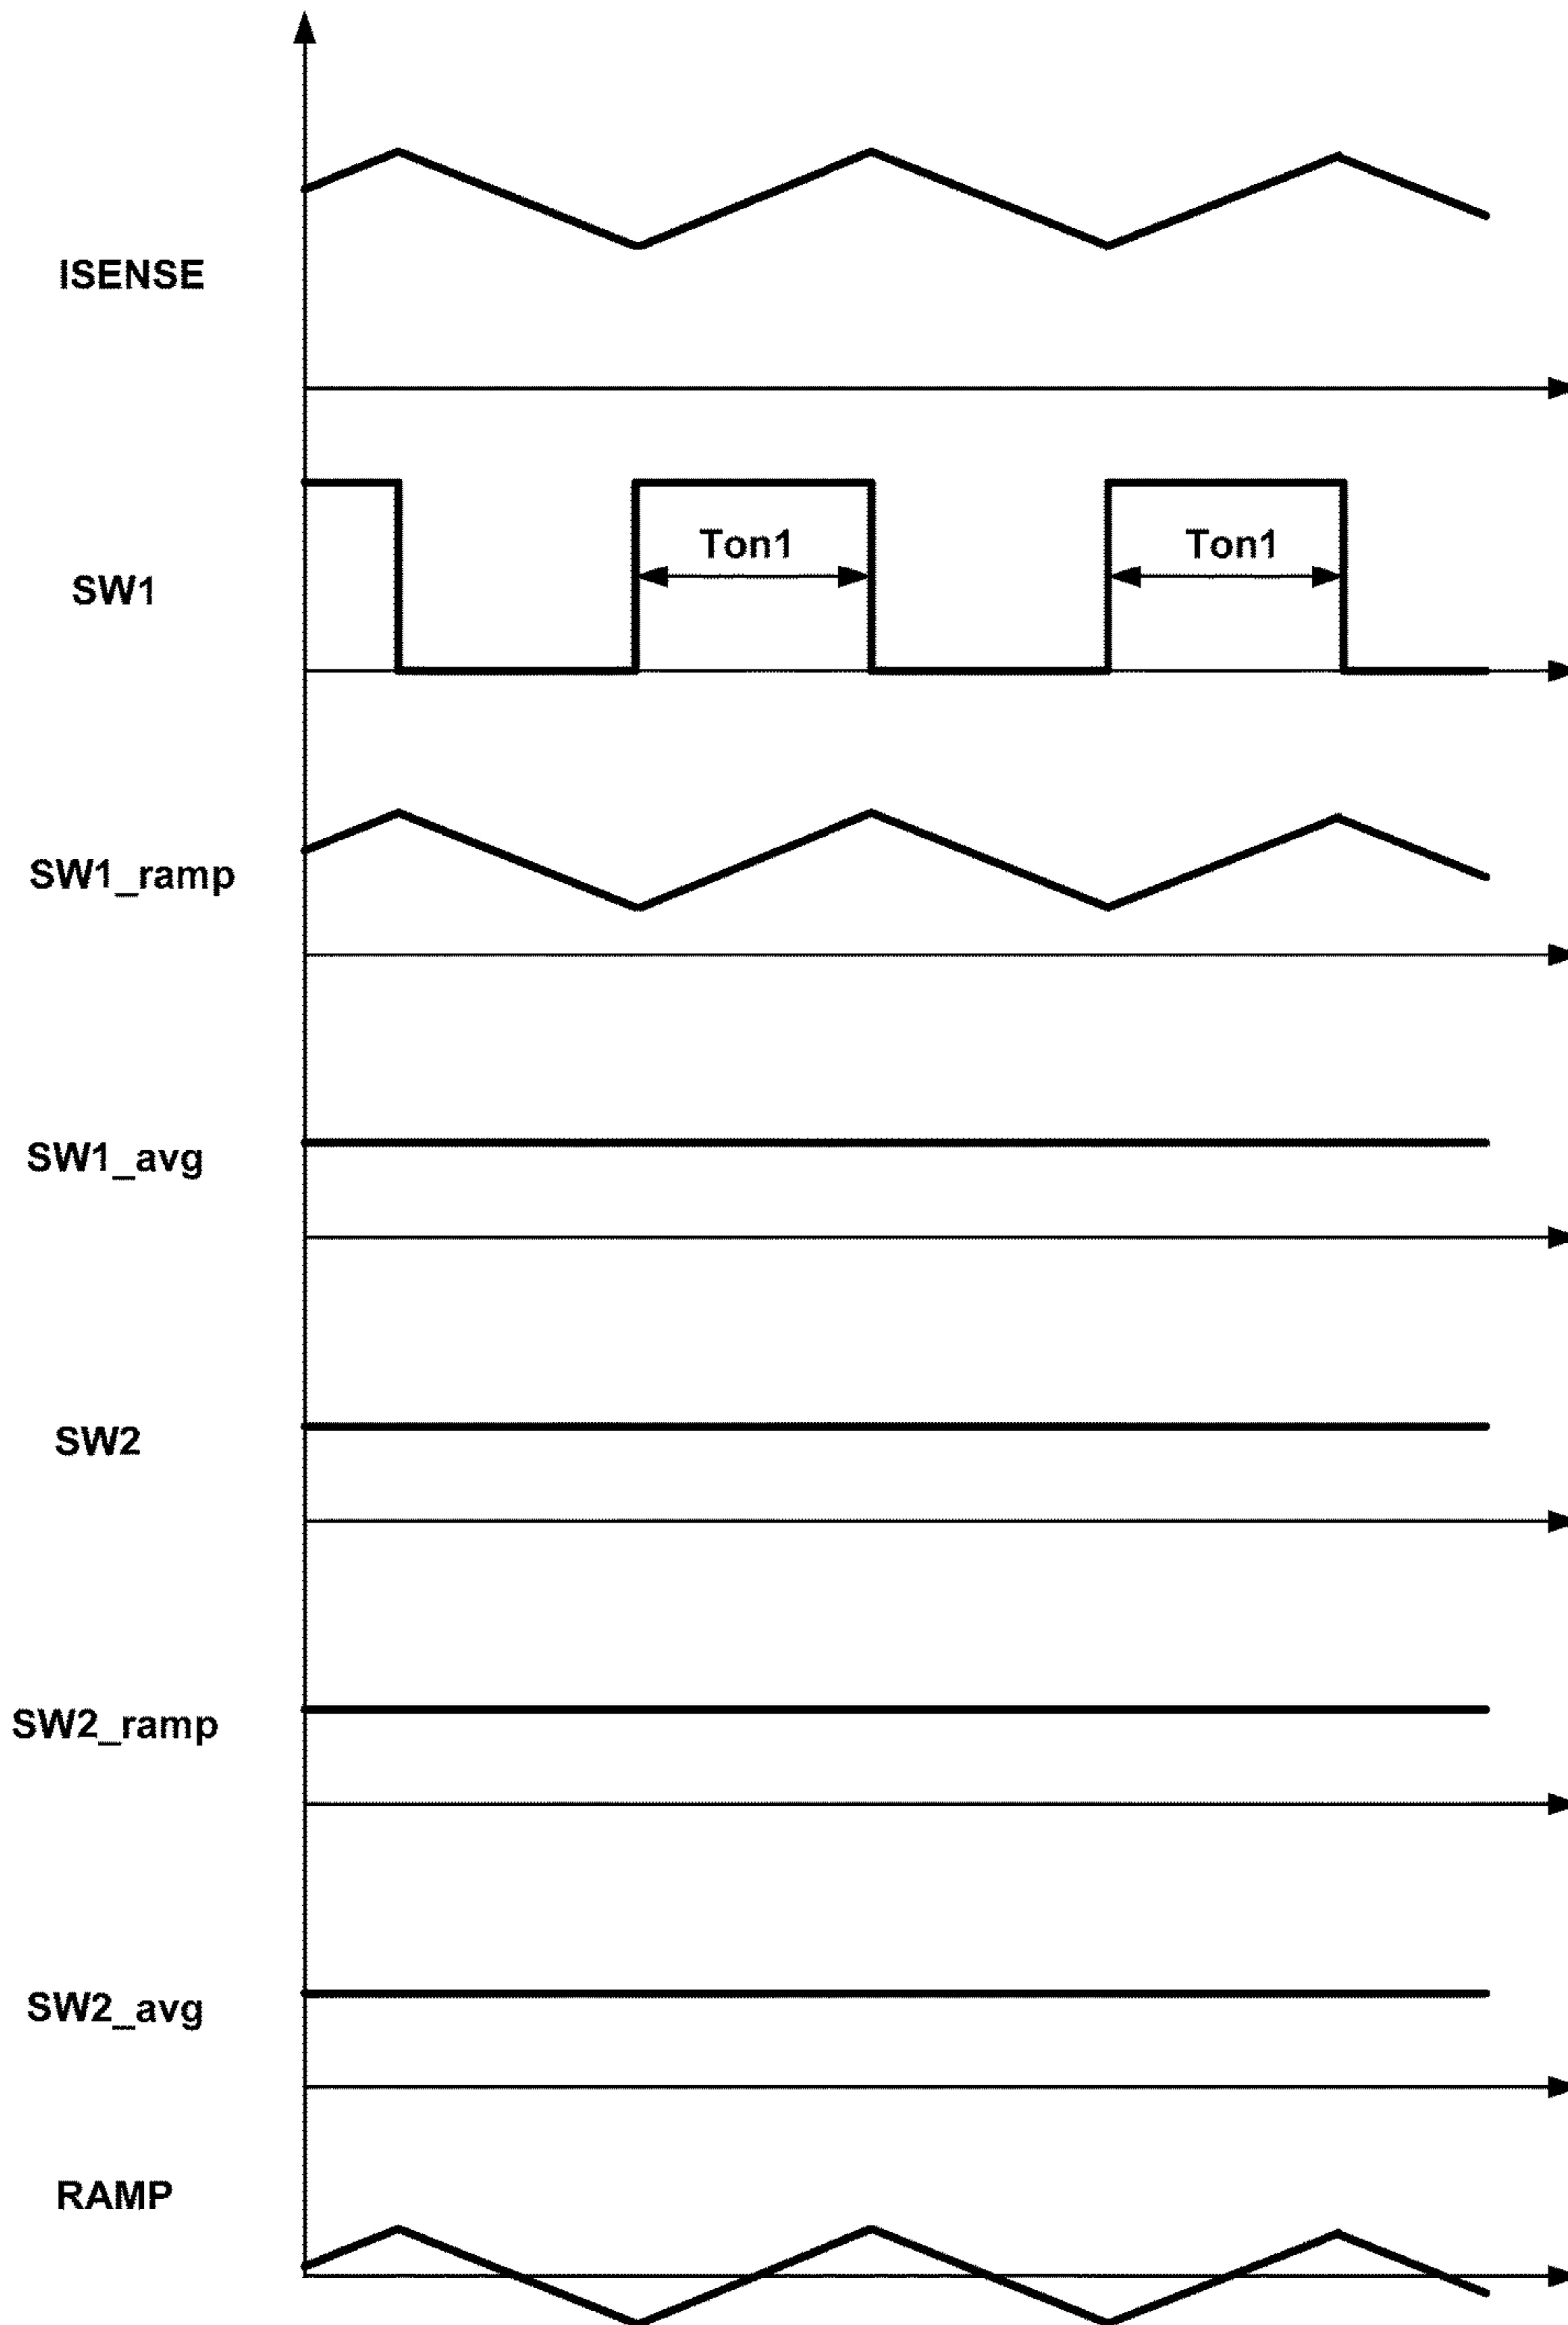 ISENSE
Ton1
Ton1
SW1
SW1_ramp
SW1_avg
SW2
SW2_ramp
SW2_avg
RAMP